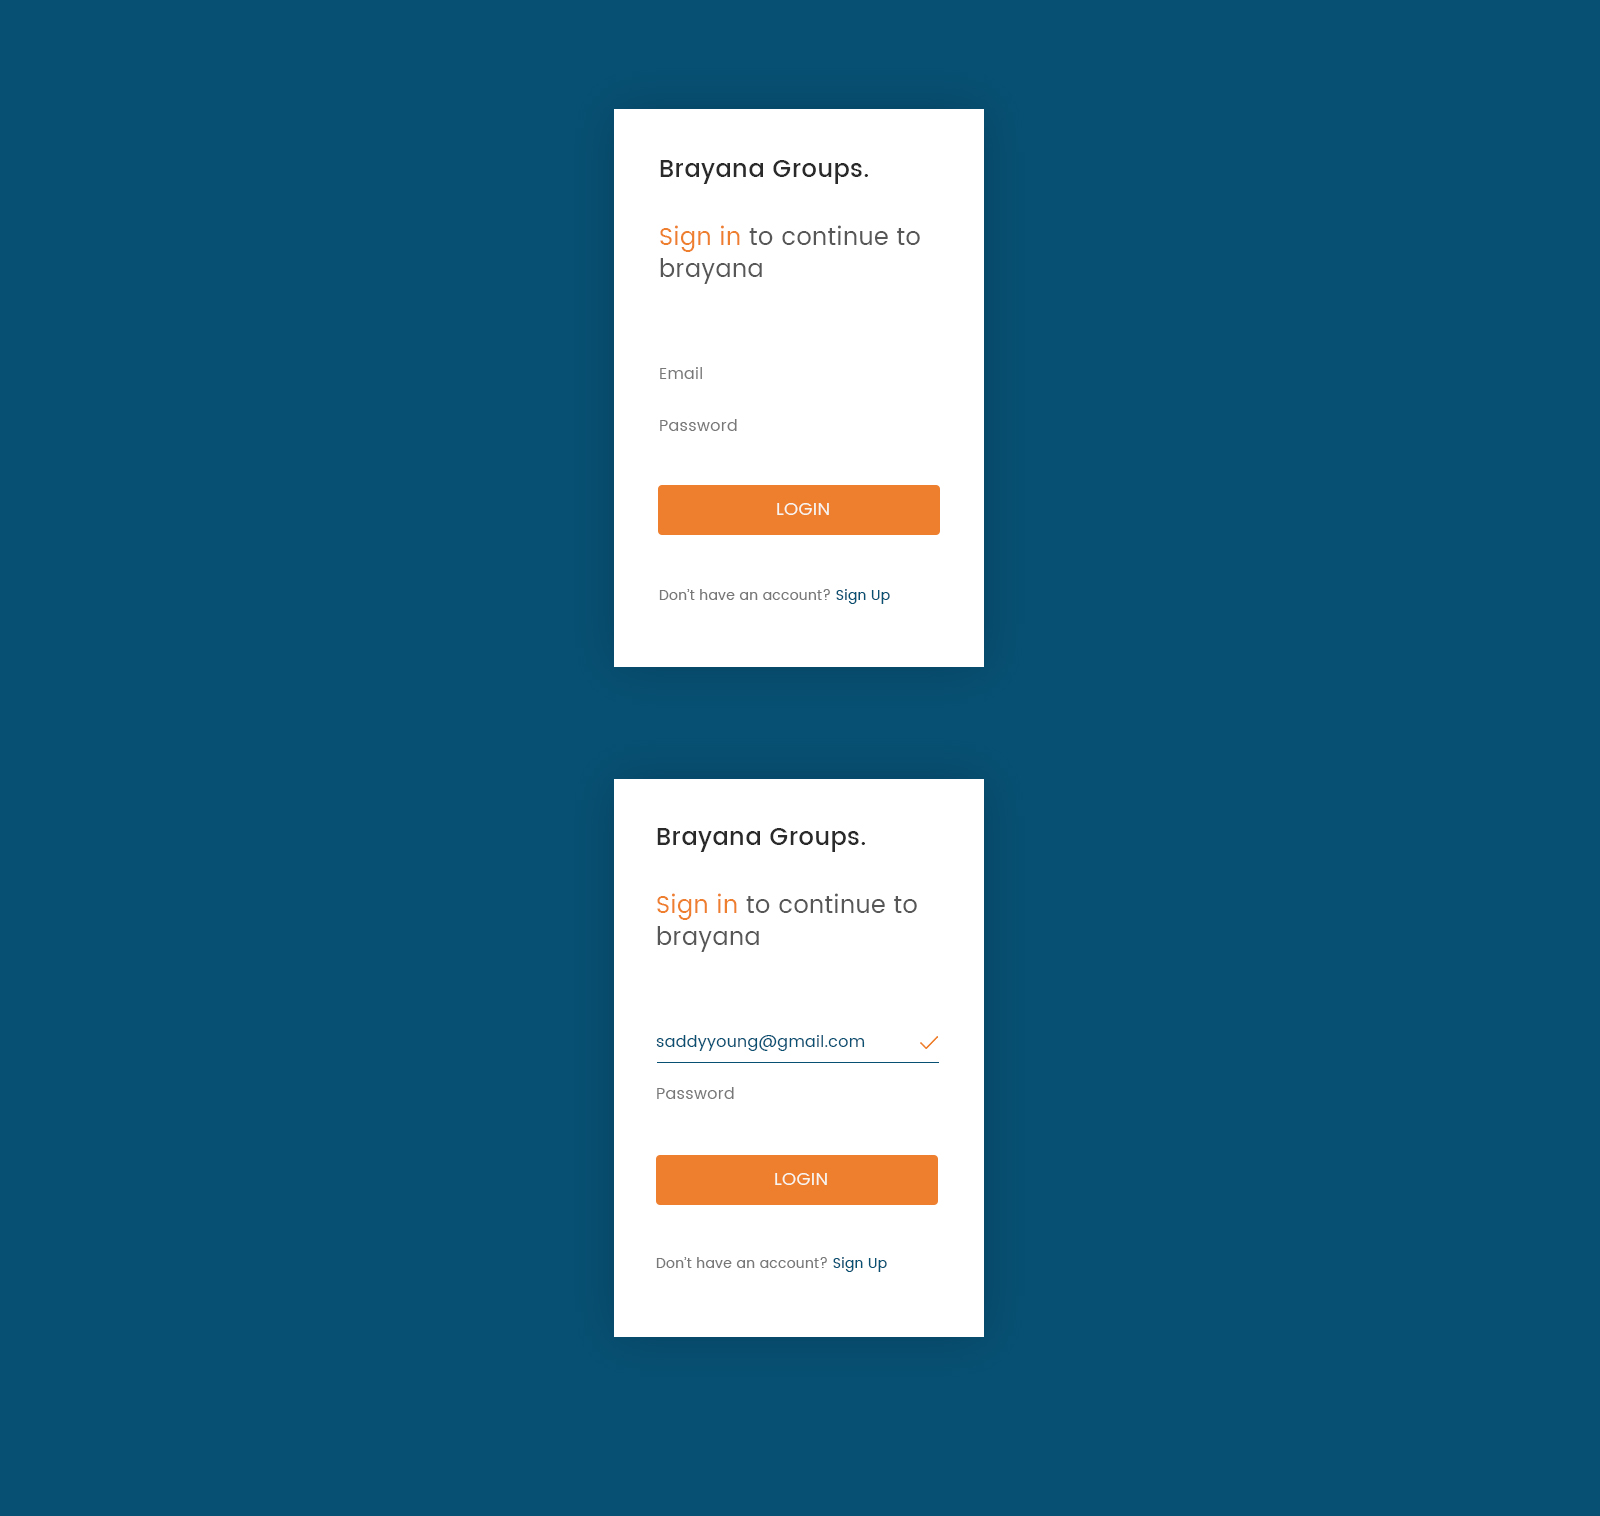 Brayana Groups.
Sign in to continue to
brayana
Email
Password
LOGIN
Don't have an account? Sign Up
Brayana Groups.
Sign in to continue to
brayana
saddyyoung@gmail.com
Password
LOGIN
Don't have an account? Sign Up